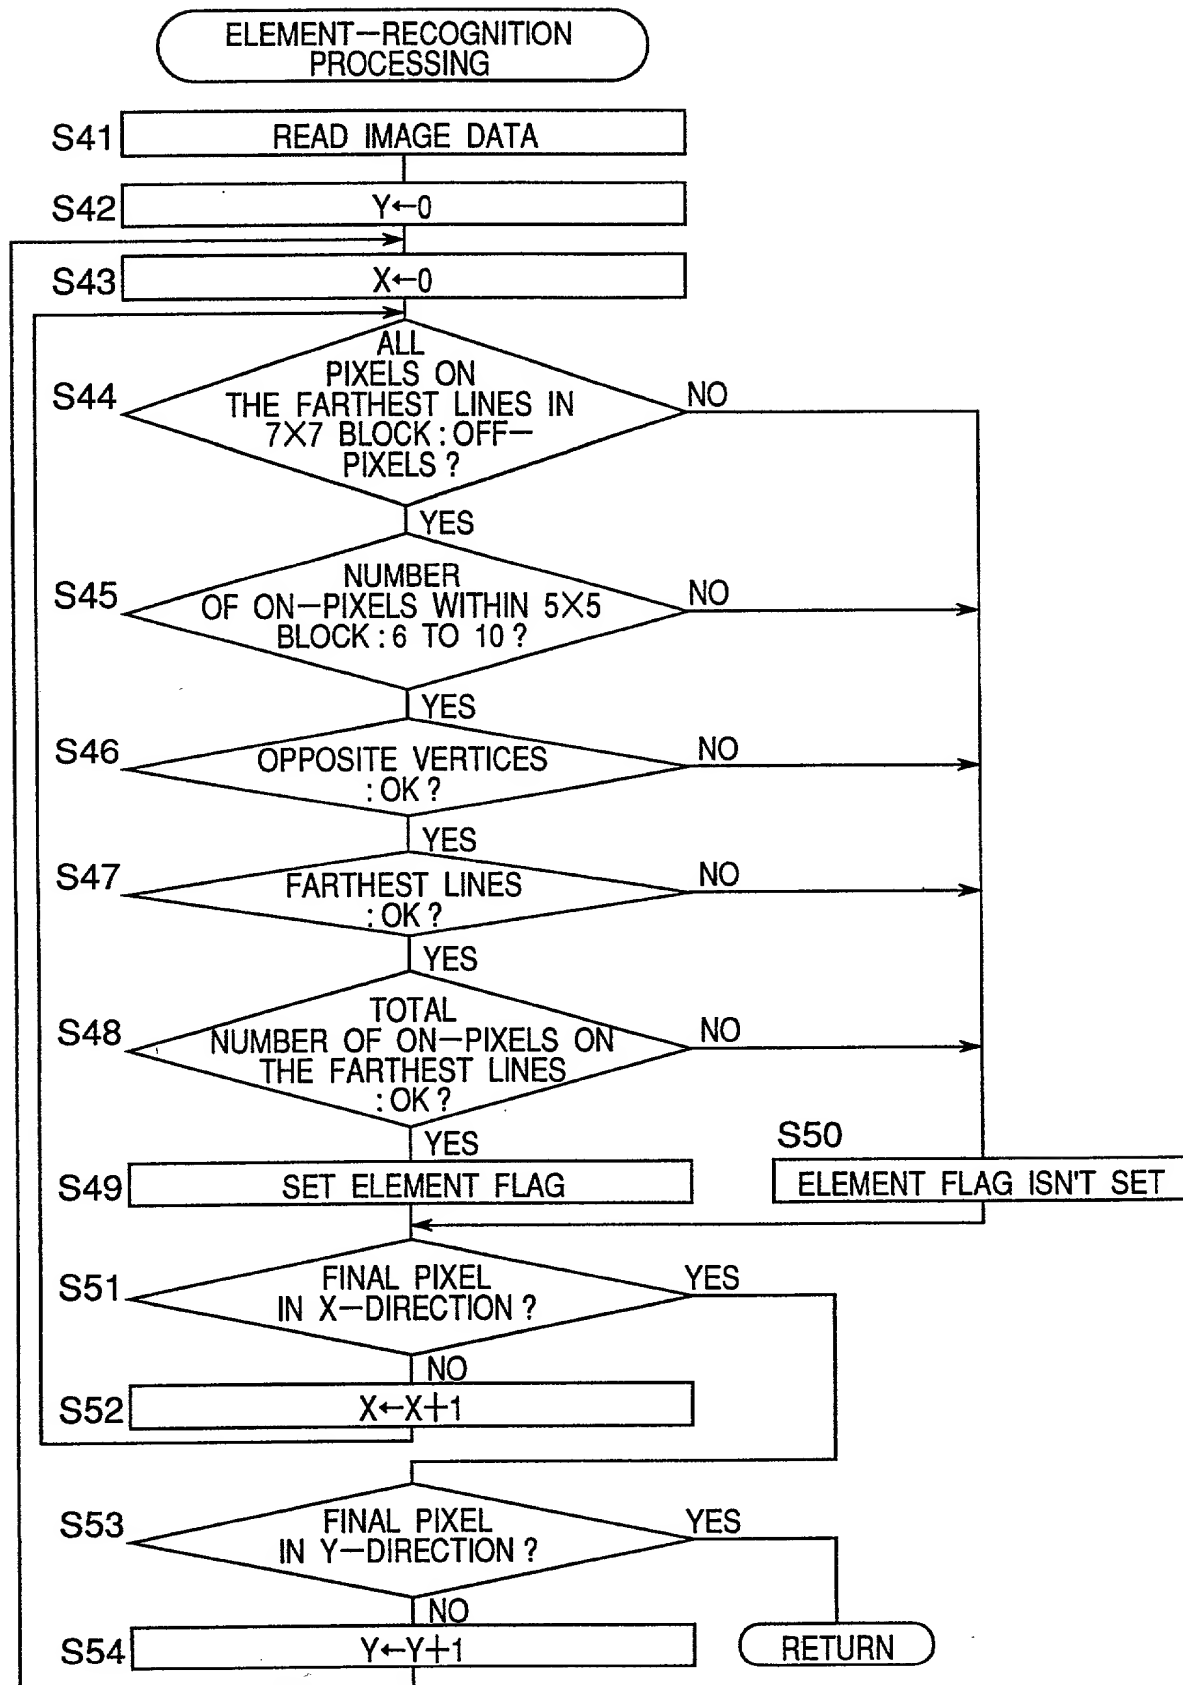 ELEMENT-RECOGNITION
PROCESSING
S41
READ IMAGE DATA
S42
Y←0
S43
X←0
S44
ALL
PIXELS ON
THE FARTHEST LINES IN
7X7 BLOCK : OFF-
PIXELS ?
NO
YES
S45
NUMBER
OF ON-PIXELS WITHIN 5X5
BLOCK : 6 TO 10 ?
NO
YES
S46
OPPOSITE VERTICES
: OK ?
NO
YES
S47
FARTHEST LINES
: OK ?
NO
YES
S48
TOTAL
NUMBER OF ON-PIXELS ON
THE FARTHEST LINES
: OK ?
NO
YES
S49
SET ELEMENT FLAG
S50
ELEMENT FLAG ISN'T SET
S51
FINAL PIXEL
IN X-DIRECTION ?
YES
NO
S52
X←X+1
S53
FINAL PIXEL
IN Y-DIRECTION ?
YES
NO
S54
Y←Y+1
RETURN